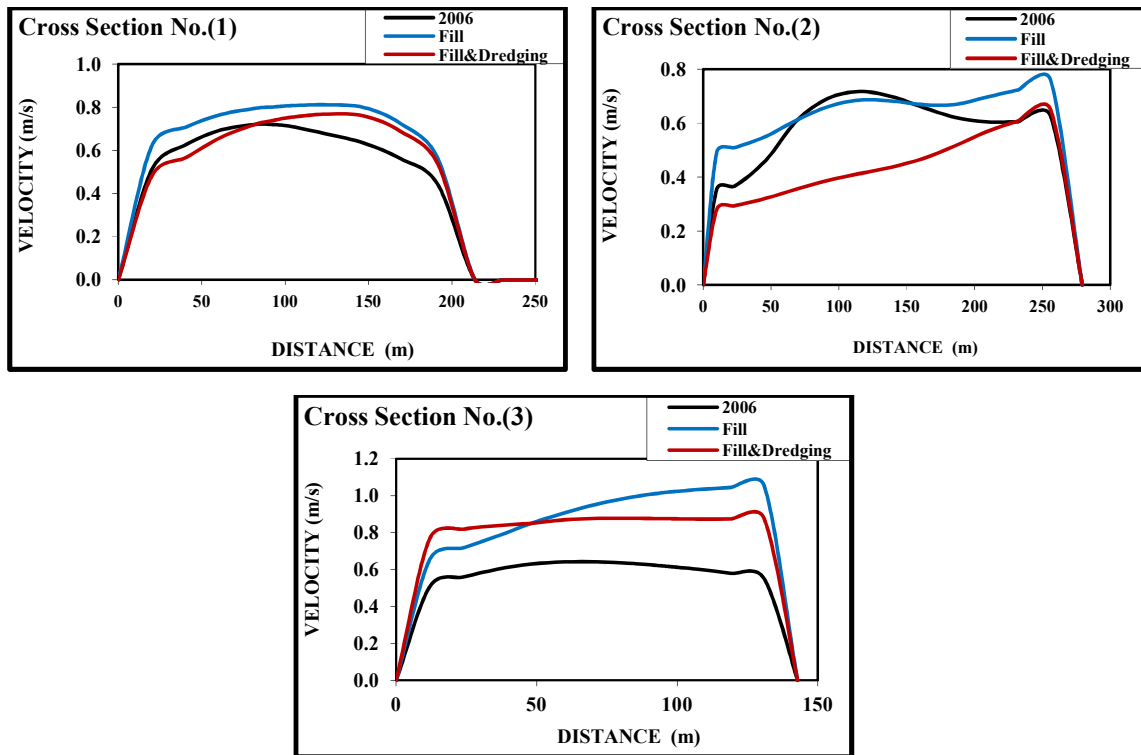 Cross Section No.(1)
2006
Fill
Fill&Dredging
VELOCITY (m/s)
1.0
0.8
0.6
0.4
0.2
0.0
0 50 100 150 200 250
DISTANCE (m)
Cross Section No.(2)
2006
Fill
Fill&Dredging
VELOCITY (m/s)
0.8
0.6
0.4
0.2
0.0
0 50 100 150 200 250 300
DISTANCE (m)
Cross Section No.(3)
2006
Fill
Fill&Dredging
VELOCITY (m/s)
1.2
1.0
0.8
0.6
0.4
0.2
0.0
0 50 100 150
DISTANCE (m)